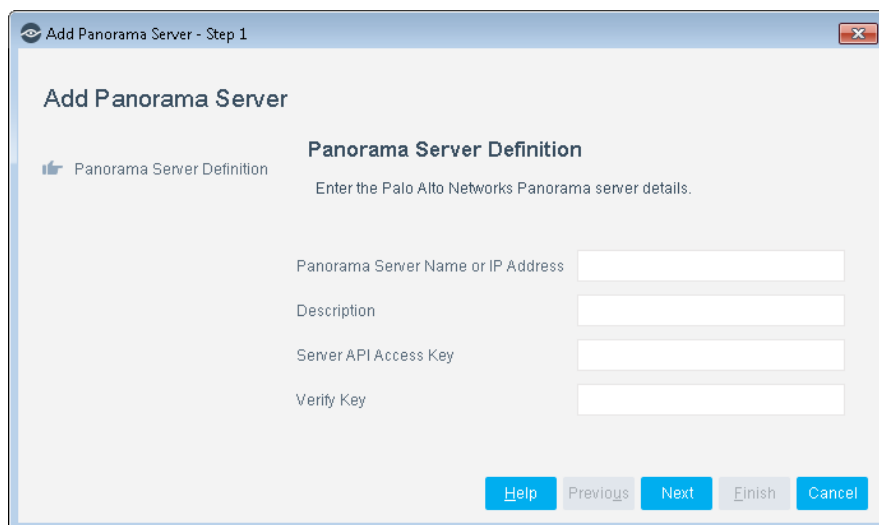 Add Panorama Server - Step 1
Add Panorama Server
Panorama Server Definition
Panorama Server Definition
Enter the Palo Alto Networks Panorama server details.
Panorama Server Name or IP Address
Description
Server API Access Key
Verify Key
Help Previous Next Finish Cancel